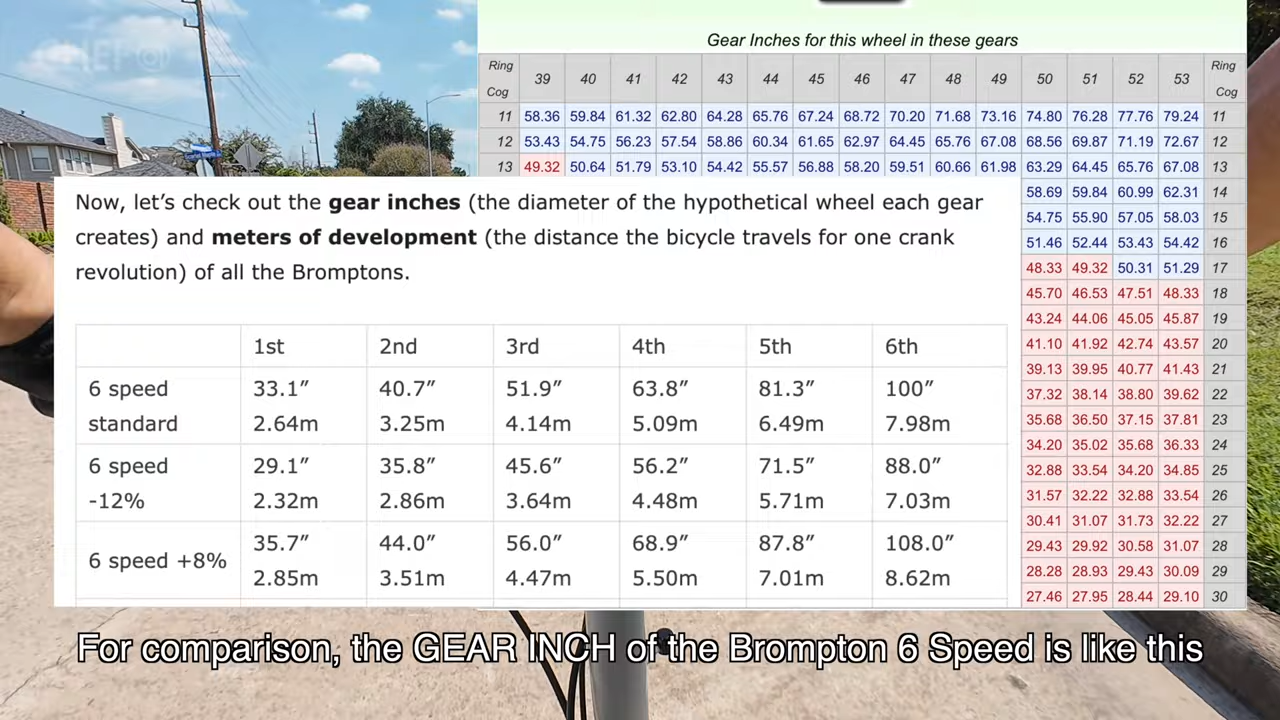 CHEP
Gear Inches for this wheel in these gears
Ring Cog 39 40 41 42 43 44 45 46 47 48 49 50 51 52 53 Ring Cog
11 58.36 59.84 61.32 62.80 64.28 65.76 67.24 68.72 70.20 71.68 73.16 74.80 76.28 77.76 79.24 11
12 53.43 54.75 56.23 57.54 58.86 60.34 61.65 62.97 64.45 65.76 67.08 68.56 69.87 71.19 72.67 12
13 49.32 50.64 51.79 53.10 54.42 55.57 56.88 58.20 59.51 60.66 61.98 63.29 64.45 65.76 67.08 13
58.69 59.84 60.99 62.31 14
54.75 55.90 57.05 58.03 15
51.46 52.44 53.43 54.42 16
48.33 49.32 50.31 51.29 17
45.70 46.53 47.51 48.33 18
43.24 44.06 45.05 45.87 19
41.10 41.92 42.74 43.57 20
39.13 39.95 40.77 41.43 21
37.32 38.14 38.80 39.62 22
35.68 36.50 37.15 37.81 23
34.20 35.02 35.68 36.33 24
32.88 33.54 34.20 34.85 25
31.57 32.22 32.88 33.54 26
30.41 31.07 31.73 32.22 27
29.43 29.92 30.58 31.07 28
28.28 28.93 29.43 30.09 29
27.46 27.95 28.44 29.10 30
Now, let's check out the gear inches (the diameter of the hypothetical wheel each gear
creates) and meters of development (the distance the bicycle travels for one crank
revolution) of all the Bromptons.
1st 2nd 3rd 4th 5th 6th
6 speed 33.1″ 40.7″ 51.9″ 63.8″ 81.3″ 100″
standard 2.64m 3.25m 4.14m 5.09m 6.49m 7.98m
6 speed 29.1″ 35.8″ 45.6″ 56.2″ 71.5″ 88.0″
-12% 2.32m 2.86m 3.64m 4.48m 5.71m 7.03m
35.7″ 44.0″ 56.0″ 68.9″ 87.8″ 108.0″
6 speed +8%
2.85m 3.51m 4.47m 5.50m 7.01m 8.62m
For comparison, the GEAR INCH of the Brompton 6 Speed is like this